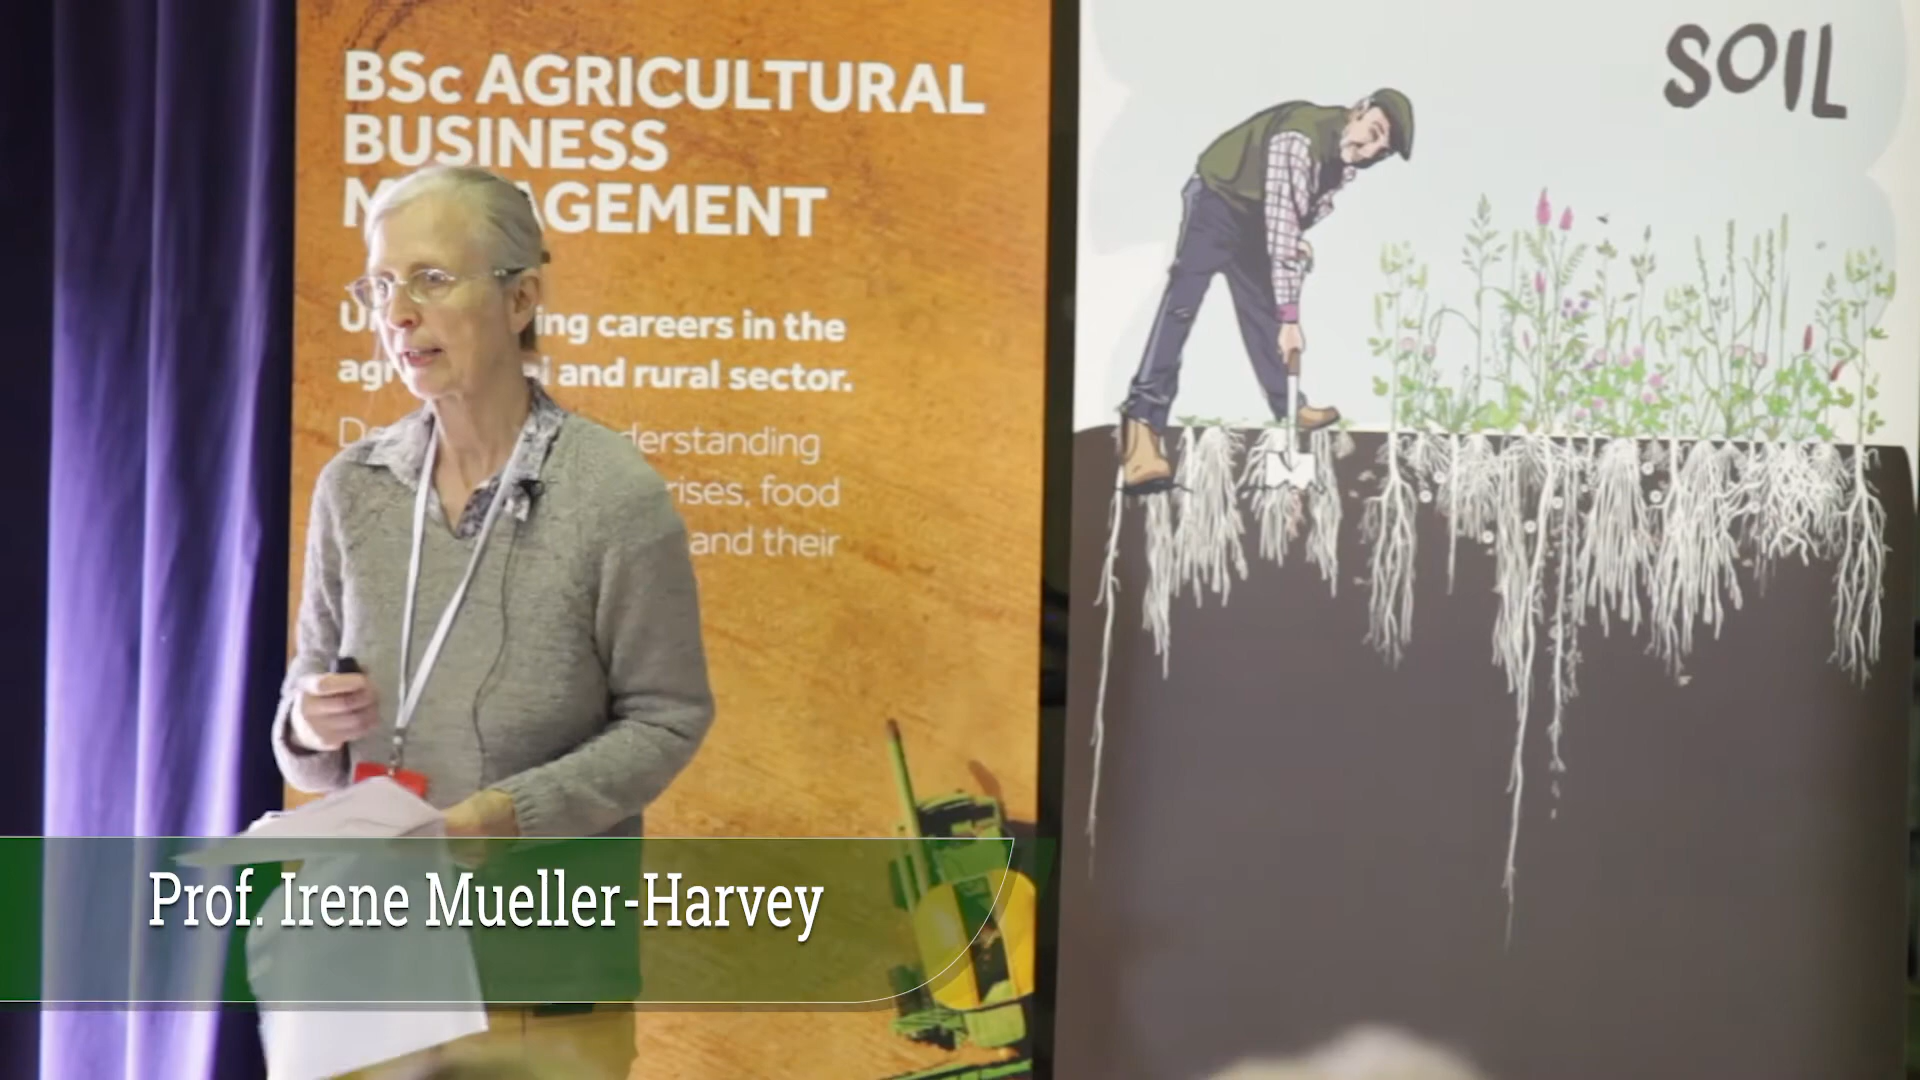 BSc AGRICULTURAL
BUSINESS
MANAGEMENT
ing careers in the
and rural sector.
derstanding
rises, food
and their
SOIL
Prof. Irene Mueller-Harvey